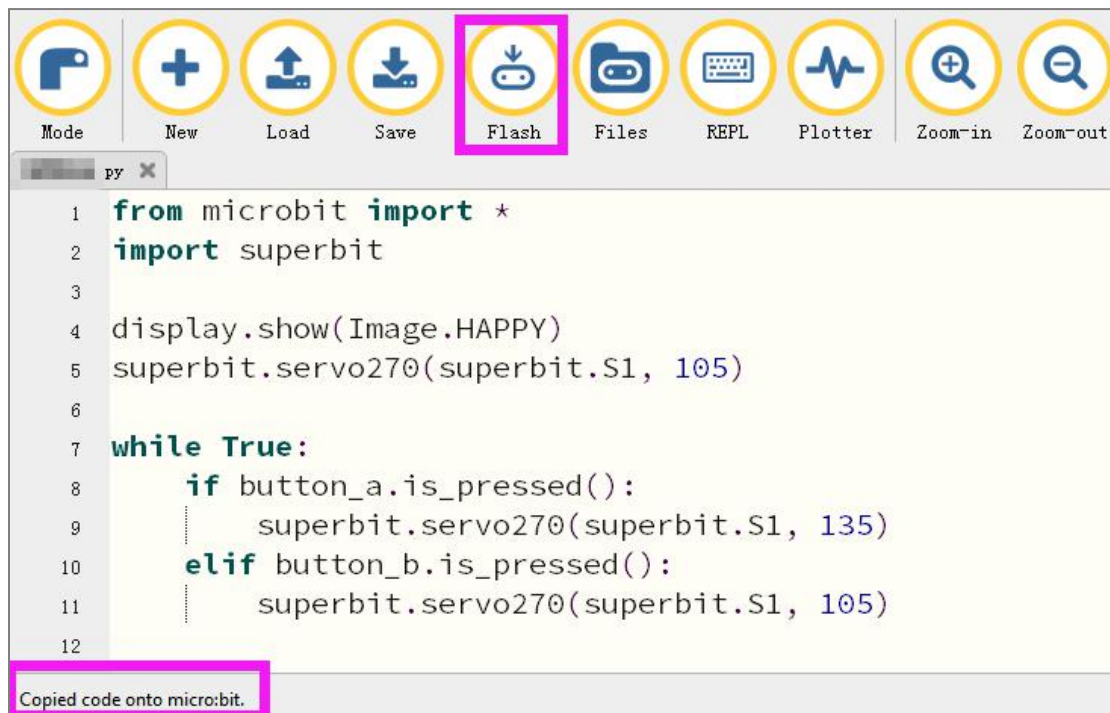 Mode New Load Save Flash Files REPL Plotter Zoom-in Zoom-out
py
1 from microbit import *
2 import superbit
3
4 display.show(Image.HAPPY)
5 superbit.servo270(superbit.S1, 105)
6
7 while True:
8 if button_a.is_pressed():
9 superbit.servo270(superbit.S1, 135)
10 elif button_b.is_pressed():
11 superbit.servo270(superbit.S1, 105)
12
Copied code onto micro:bit.